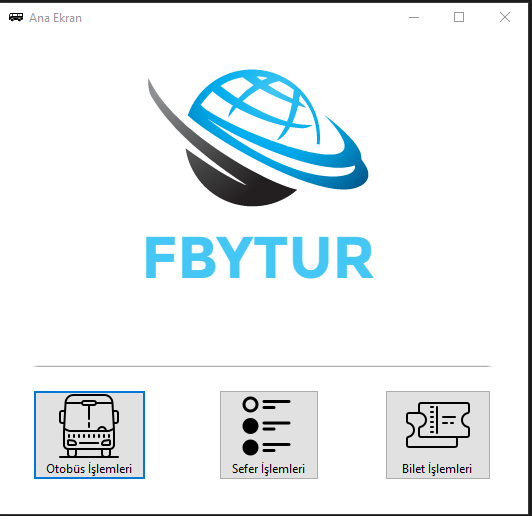 Ana Ekran
FBYTUR
Otobüs İşlemleri
Sefer İşlemleri
Bilet İşlemleri